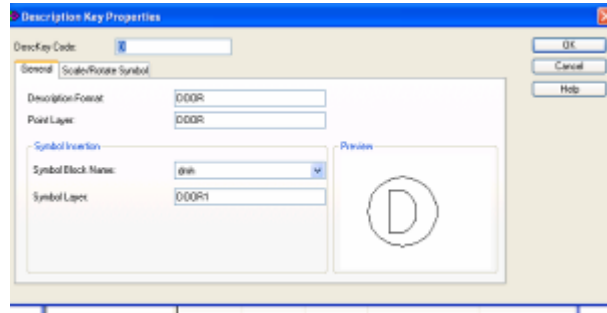 Description Key Properties
DescKey Code:
OK
General Scale/Rotate Symbol
Cancel
Help
Description Format: DOOR
Point Layer: DOOR
Symbol Insertion
Preview
Symbol Block Name:
Symbol Layer: DOOR1
D